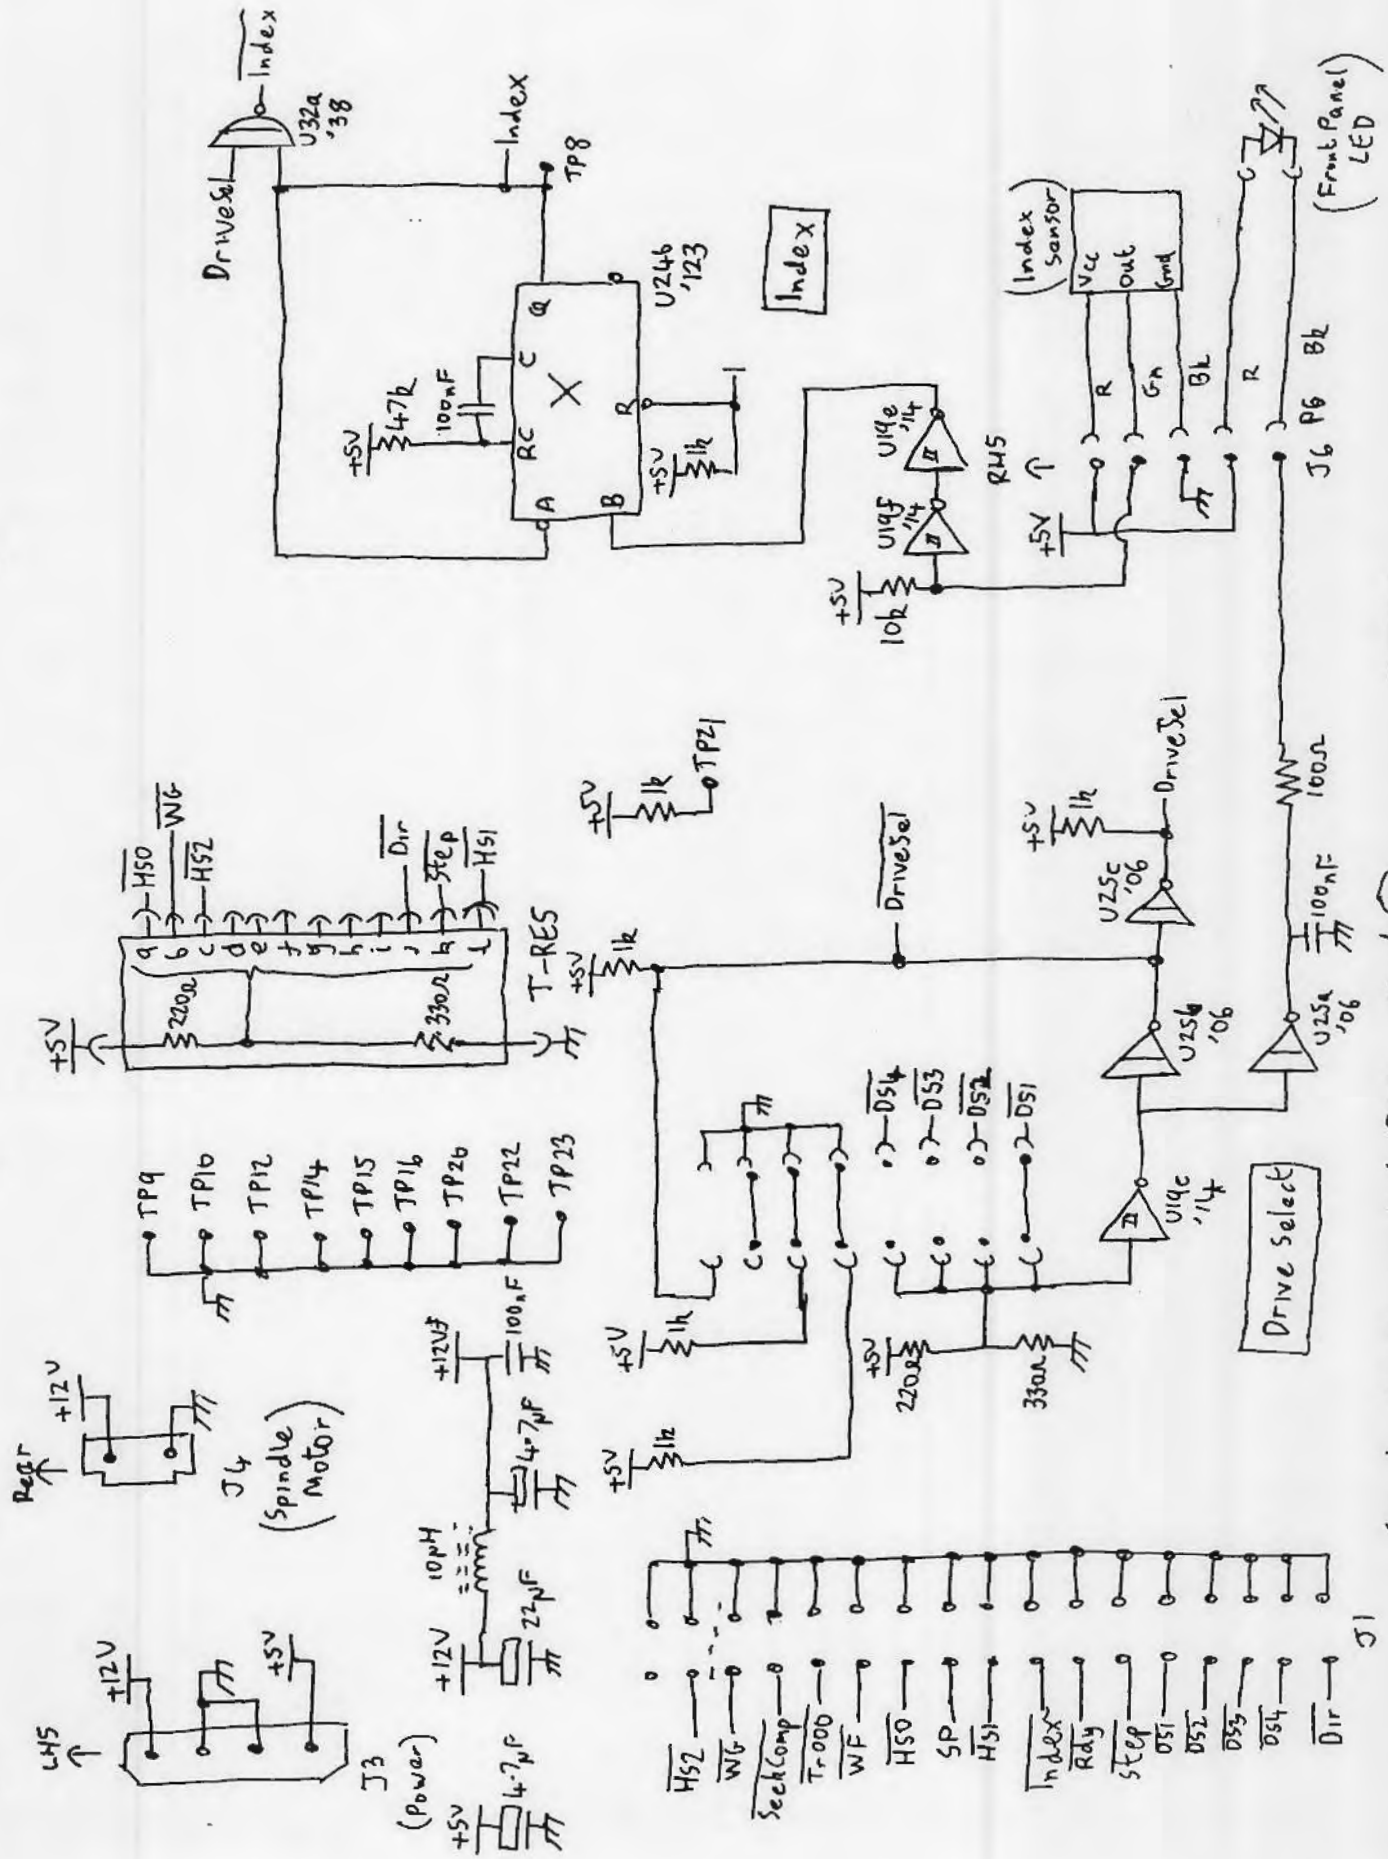 LHS
+12V
+5V
J3
(Power)
Rear
+12V
J4
(Spindle
Motor)
+5V
4.7µF
+12V
22µF
10µH
4.7µF
+12Vf
100nF
TP9
TP10
TP12
TP14
TP15
TP16
TP20
TP22
TP23
+5V
220Ω
330Ω
a
b
c
d
e
f
g
h
i
j
k
l
HS0
WG
HS2
Dir
Step
HS1
T-RES
+5V
1k
TP21
DriveSel
Index
U32a
'38
Index
TP8
+5V
47k
100nF
RC
C
Q
A
X
B
R
U24b
'123
+5V
1k
1
Index
+5V
10k
U19f
'14
U19e
'14
RHS
(Index
Sensor)
Vcc
Out
Gnd
+5V
R
Gn
Bk
R
Bk
J6
P6
(Front Panel
LED)
HS2
WG
SeekComp
Tr000
WF
HS0
SP
HS1
Index
Rdy
Step
DS1
DS2
DS3
DS4
Dir
J1
+5V
1k
+5V
1k
+5V
1k
DriveSel
DS4
DS3
DS2
DS1
+5V
220Ω
330Ω
U19c
'14
U25b
'06
U25c
'06
+5V
1k
DriveSel
U25a
'06
100nF
100Ω
Drive Select